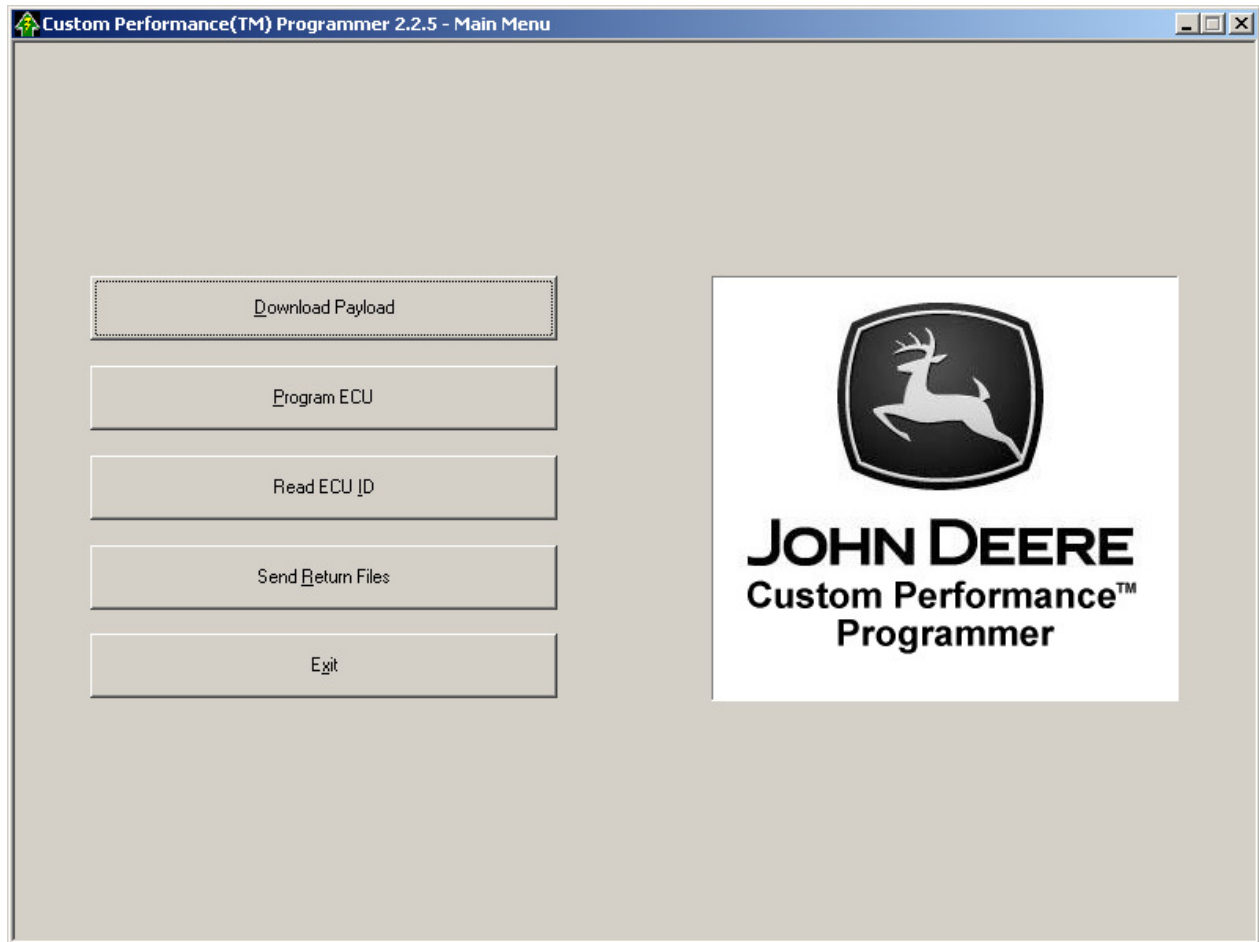 Custom Performance(TM) Programmer 2.2.5 - Main Menu
Download Payload
Program ECU
Read ECU ID
Send Return Files
Exit
JOHN DEERE
Custom Performance™
Programmer